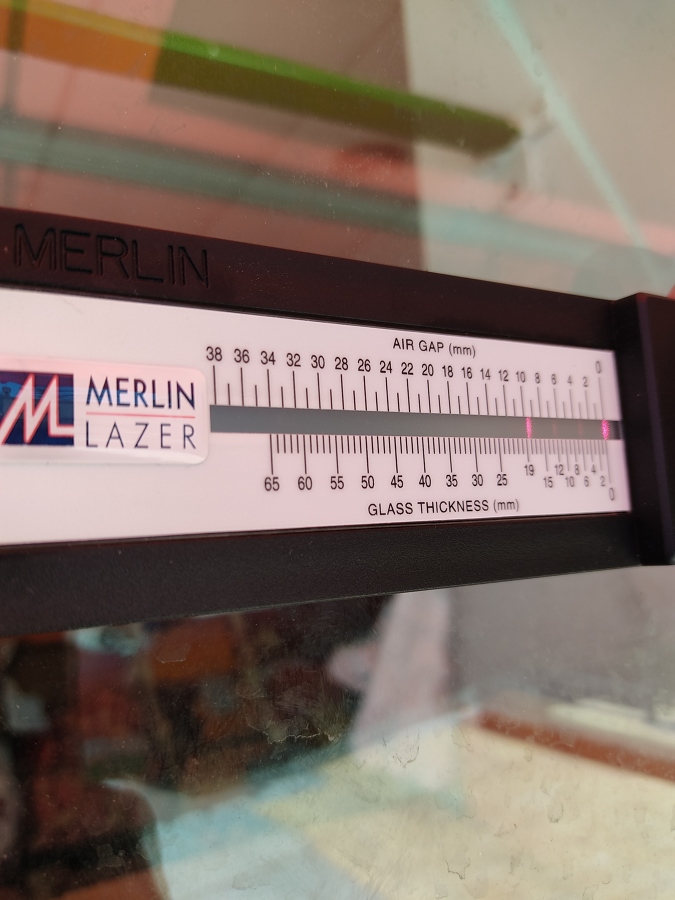 MERLIN
AIR GAP (mm)
38 36 34 32 30 28 26 24 22 20 18 16 14 12 10 8 6 4 2 0
MERLIN
LAZER
65 60 55 50 45 40 35 30 25 19 15 12 10 8 6 4 2 0
GLASS THICKNESS (mm)